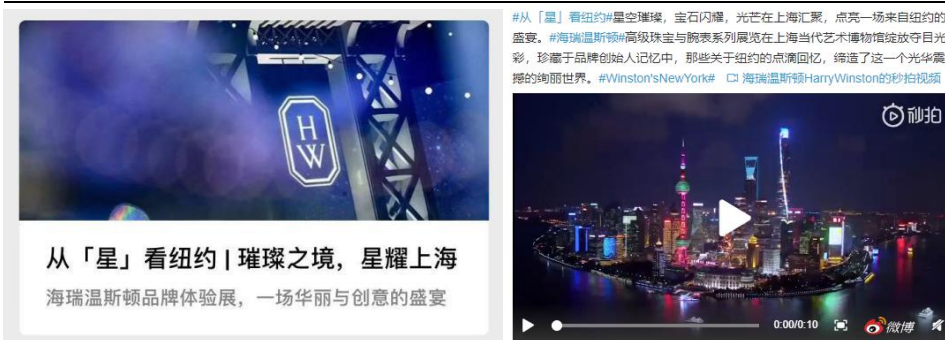 HW
从「星」看纽约 | 璀璨之境，星耀上海
海瑞温斯顿品牌体验展，一场华丽与创意的盛宴
#从「星」看纽约#星空璀璨，宝石闪耀，光芒在上海汇聚，点亮一场来自纽约的
盛宴。#海瑞温斯顿#高级珠宝与腕表系列展览在上海当代艺术博物馆绽放夺目光
彩，珍藏于品牌创始人记忆中，那些关于纽约的点滴回忆，缔造了这一个光华震
撼的绚丽世界。#Winston'sNewYork# 海瑞温斯顿HarryWinston的秒拍视频
秒拍
0:00/0:10
微博